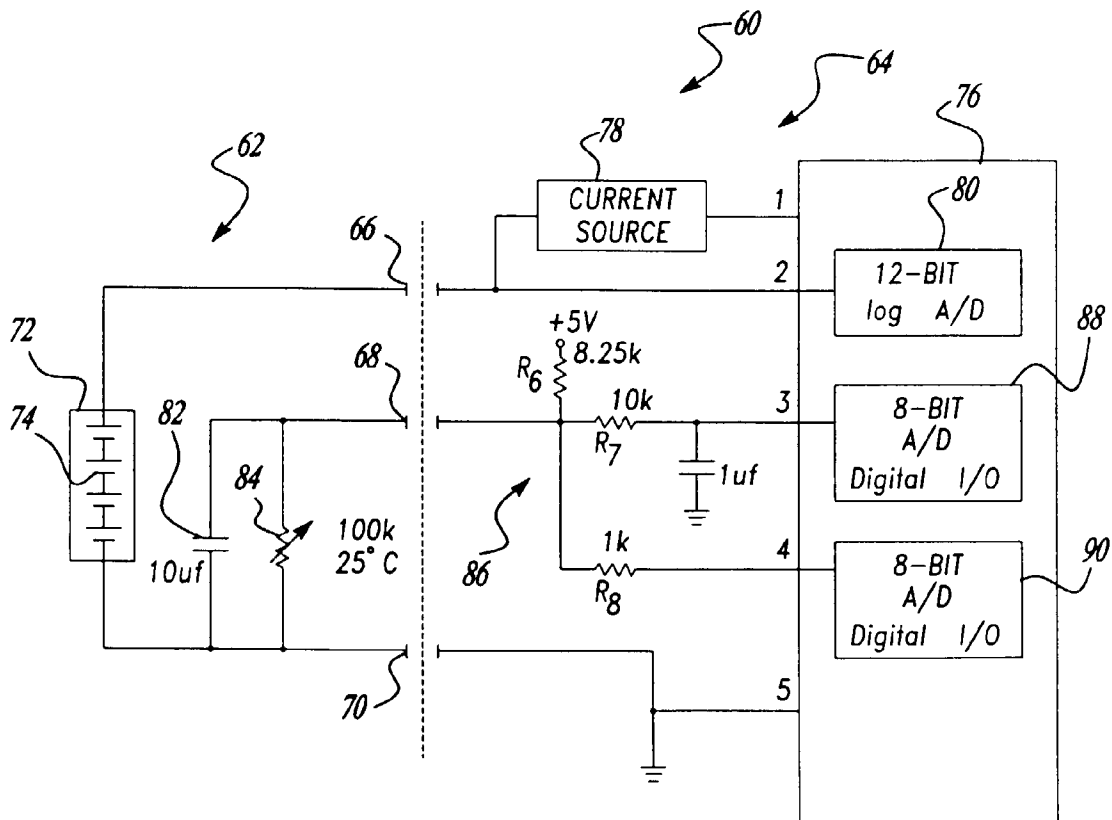 60
64
76
78
62
CURRENT
SOURCE
1
80
66
2
12-BIT
log A/D
+5V
8.25k
88
72
68
R6
10k
3
8-BIT
A/D
Digital I/O
74
82
R7
1uf
84
100k
25° C
10uf
86
1k
4
R8
8-BIT
A/D
Digital I/O
90
70
5